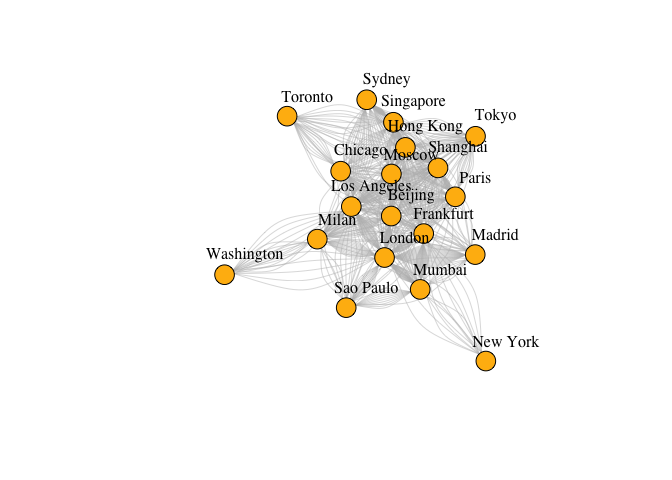 Sydney
Toronto
Singapore
Tokyo
Hong Kong
Shanghai
Chicago
Moscow
Paris
Los Angeles
Beijing
Frankfurt
Milan
Madrid
London
Washington
Mumbai
Sao Paulo
New York